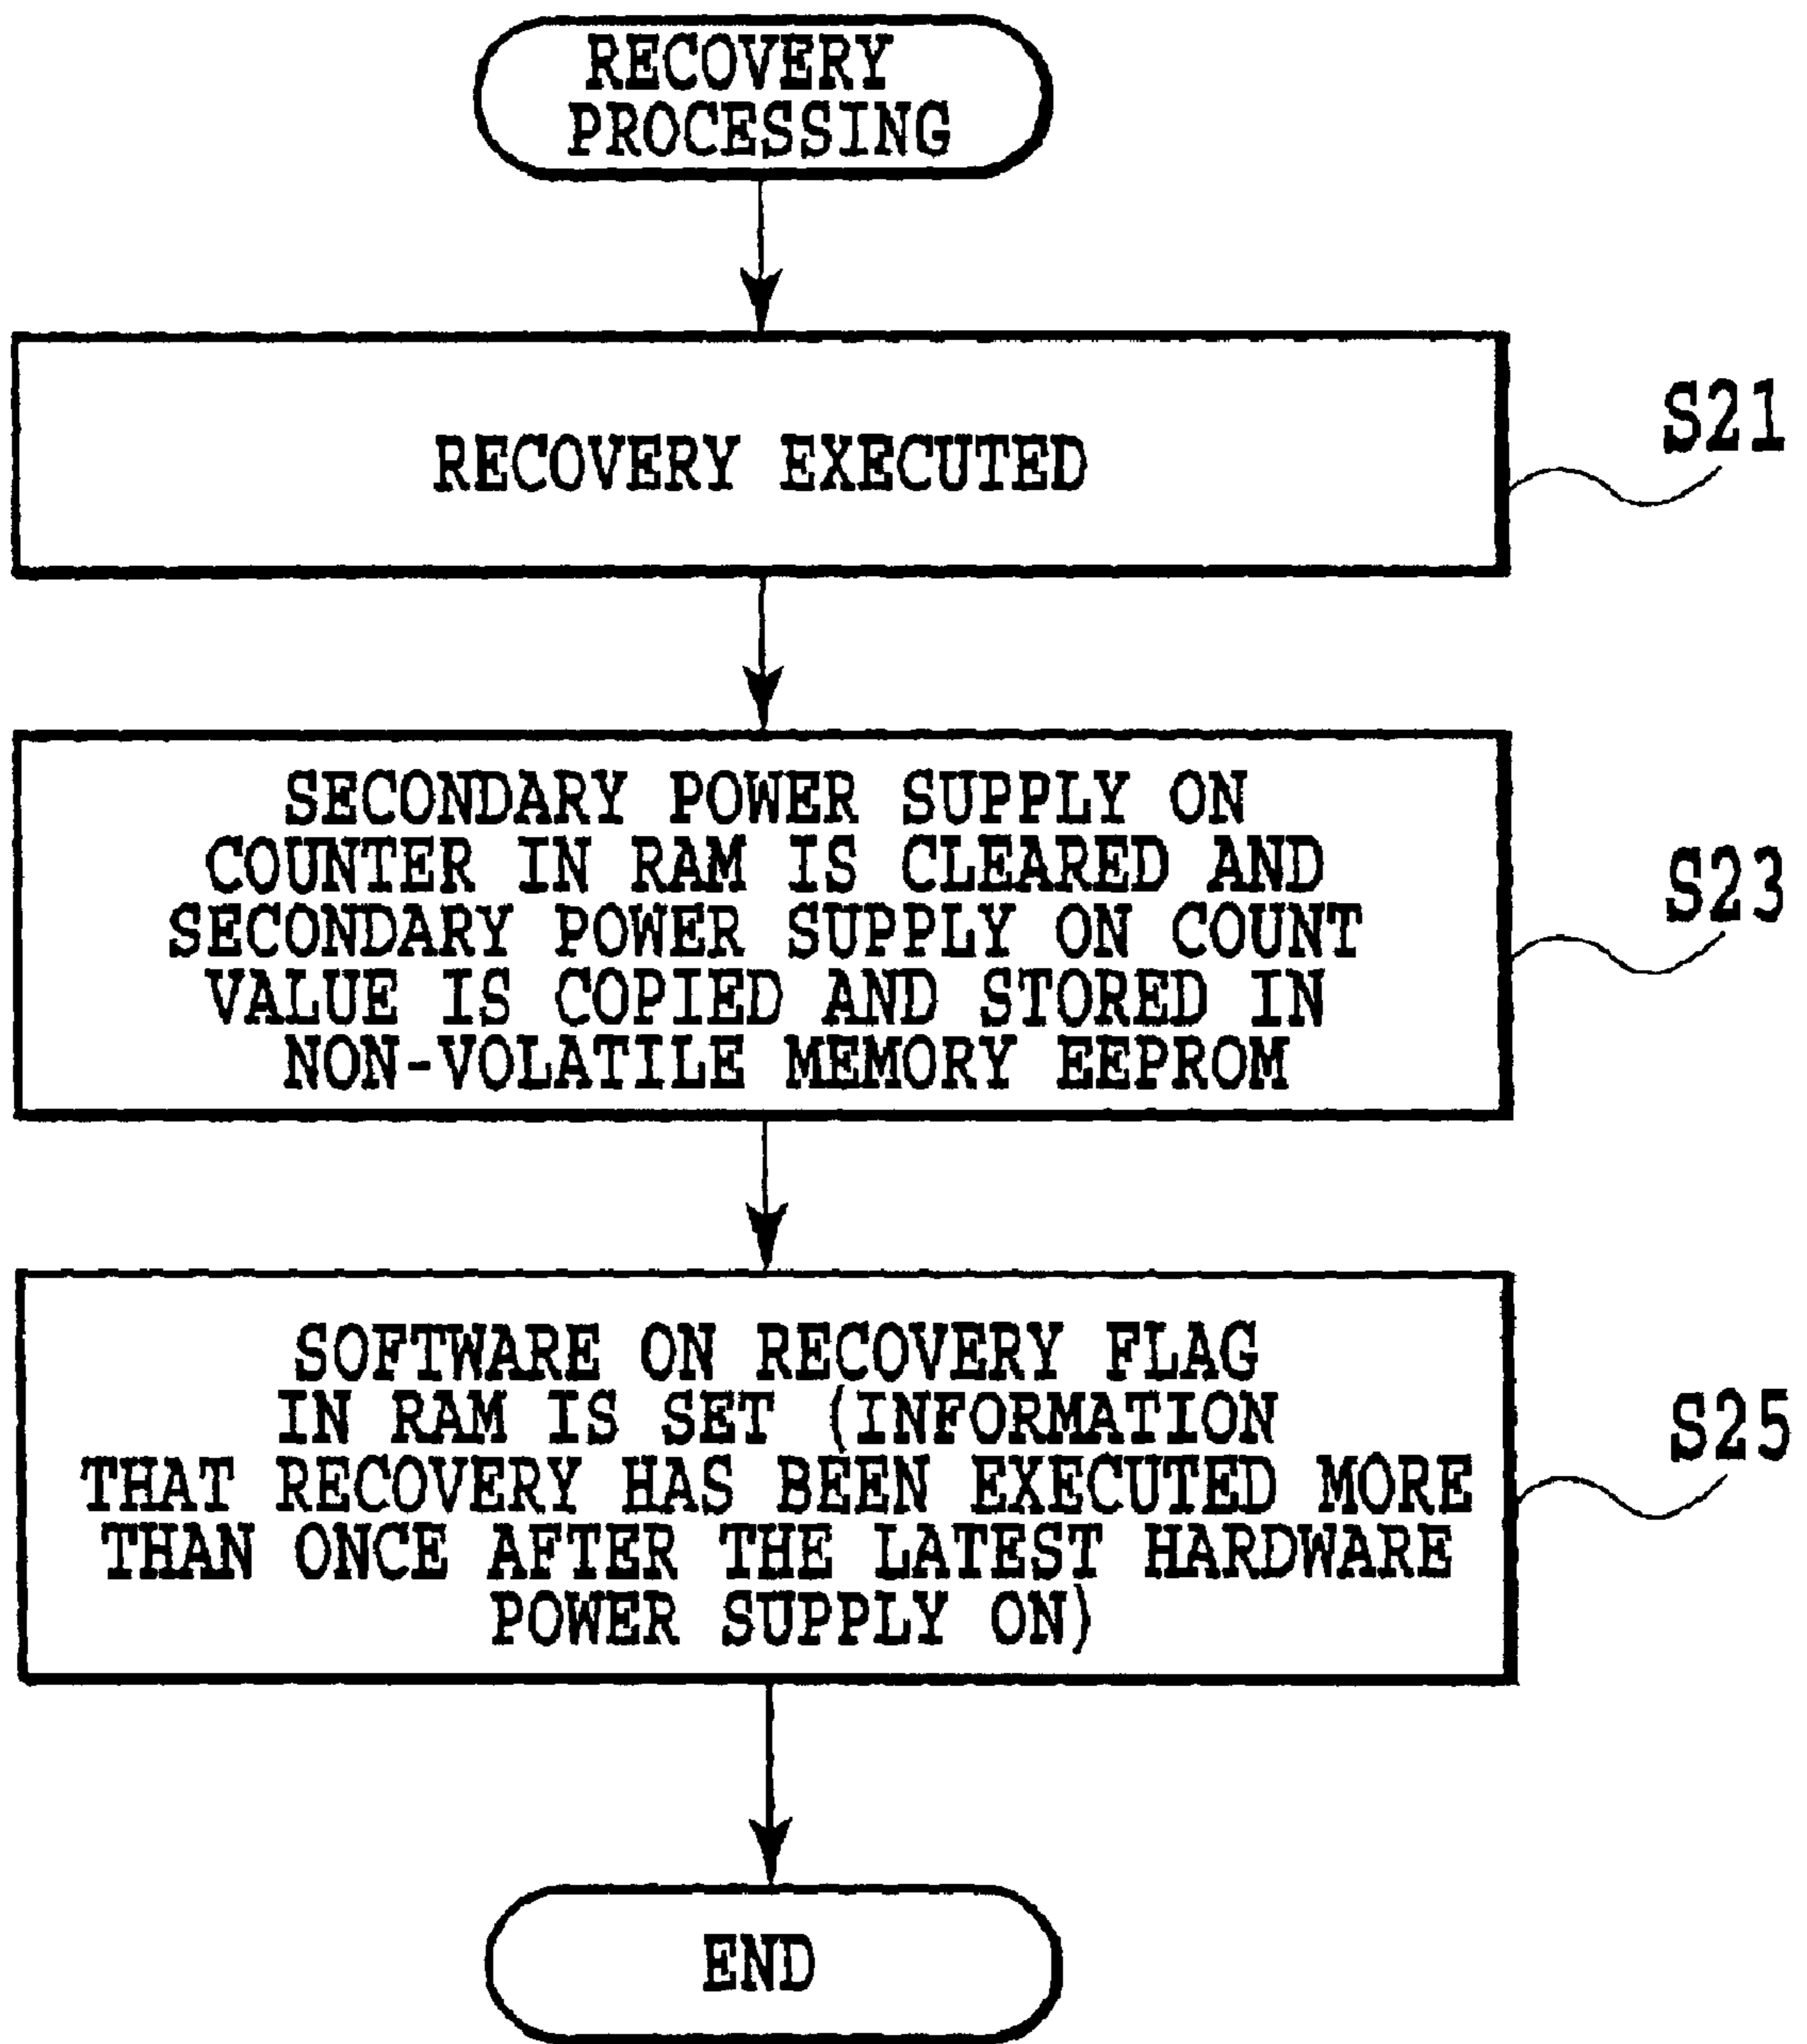 RECOVERY
PROCESSING
RECOVERY EXECUTED
S21
SECONDARY POWER SUPPLY ON
COUNTER IN RAM IS CLEARED AND
SECONDARY POWER SUPPLY ON COUNT
VALUE IS COPIED AND STORED IN
NON-VOLATILE MEMORY EEPROM
S23
SOFTWARE ON RECOVERY FLAG
IN RAM IS SET (INFORMATION
THAT RECOVERY HAS BEEN EXECUTED MORE
THAN ONCE AFTER THE LATEST HARDWARE
POWER SUPPLY ON)
S25
END